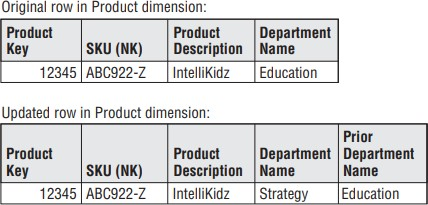 Original row in Product dimension:
Product Key SKU (NK) Product Description Department Name
12345 ABC922-Z IntelliKidz Education
Updated row in Product dimension:
Product Key SKU (NK) Product Description Department Name Prior Department Name
12345 ABC922-Z IntelliKidz Strategy Education